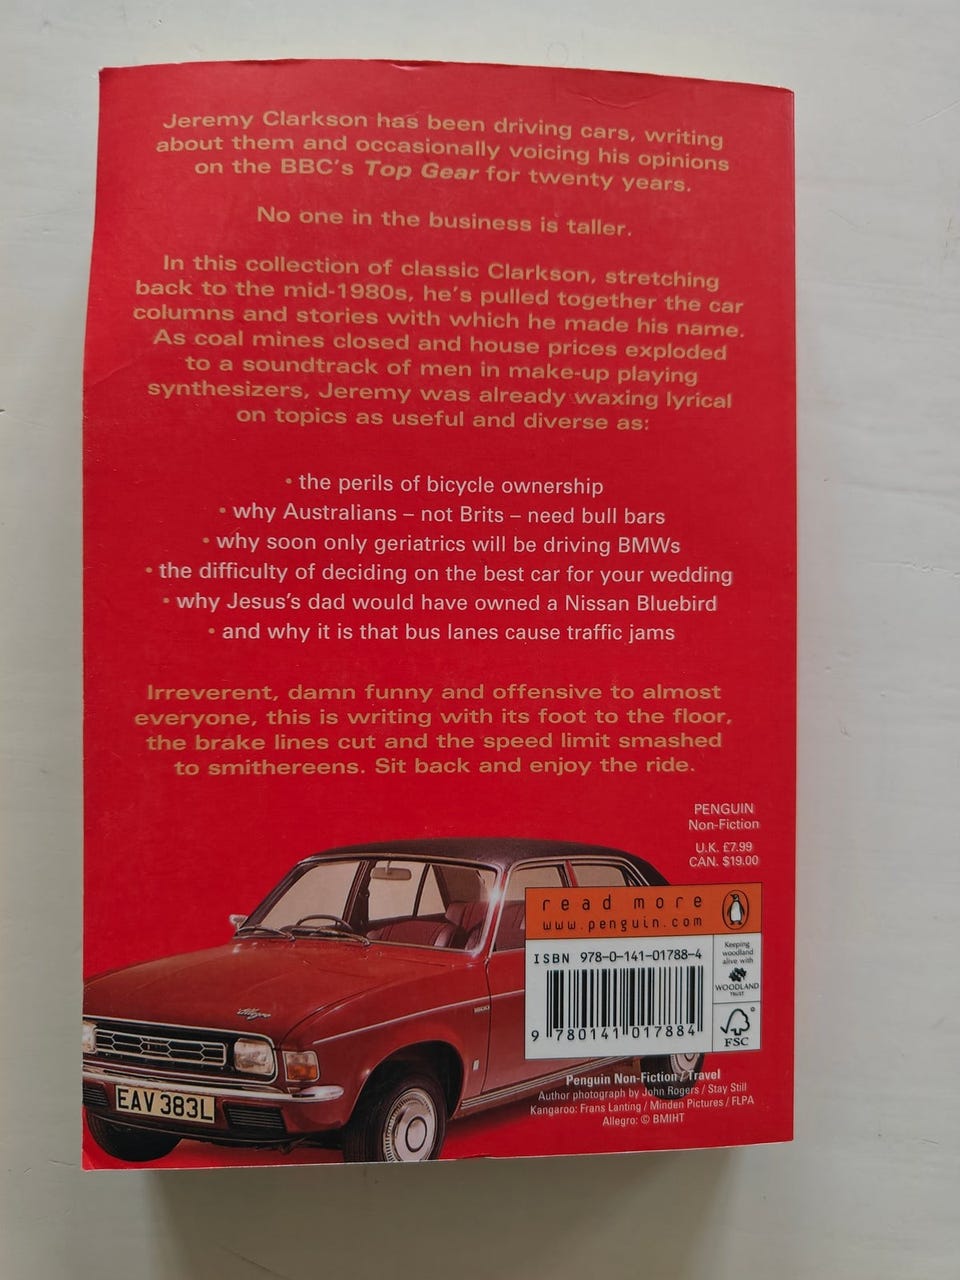 Jeremy Clarkson has been driving cars, writing
about them and occasionally voicing his opinions
on the BBC's Top Gear for twenty years.
No one in the business is taller.
In this collection of classic Clarkson, stretching
back to the mid-1980s, he's pulled together the car
columns and stories with which he made his name.
As coal mines closed and house prices exploded
to a soundtrack of men in make-up playing
synthesizers, Jeremy was already waxing lyrical
on topics as useful and diverse as:
• the perils of bicycle ownership
• why Australians – not Brits – need bull bars
• why soon only geriatrics will be driving BMWs
• the difficulty of deciding on the best car for your wedding
• why Jesus's dad would have owned a Nissan Bluebird
• and why it is that bus lanes cause traffic jams
Irreverent, damn funny and offensive to almost
everyone, this is writing with its foot to the floor,
the brake lines cut and the speed limit smashed
to smithereens. Sit back and enjoy the ride.
PENGUIN
Non-Fiction
U.K. £7.99
CAN. $19.00
read more
www.penguin.com
ISBN 978-0-141-01788-4
9 780141 017884
Keeping
woodland
alive with
WOODLAND
TRUST
FSC
Allegro
1500
EAV 383L
Penguin Non-Fiction / Travel
Author photograph by John Rogers / Stay Still
Kangaroo: Frans Lanting / Minden Pictures / FLPA
Allegro: © BMIHT